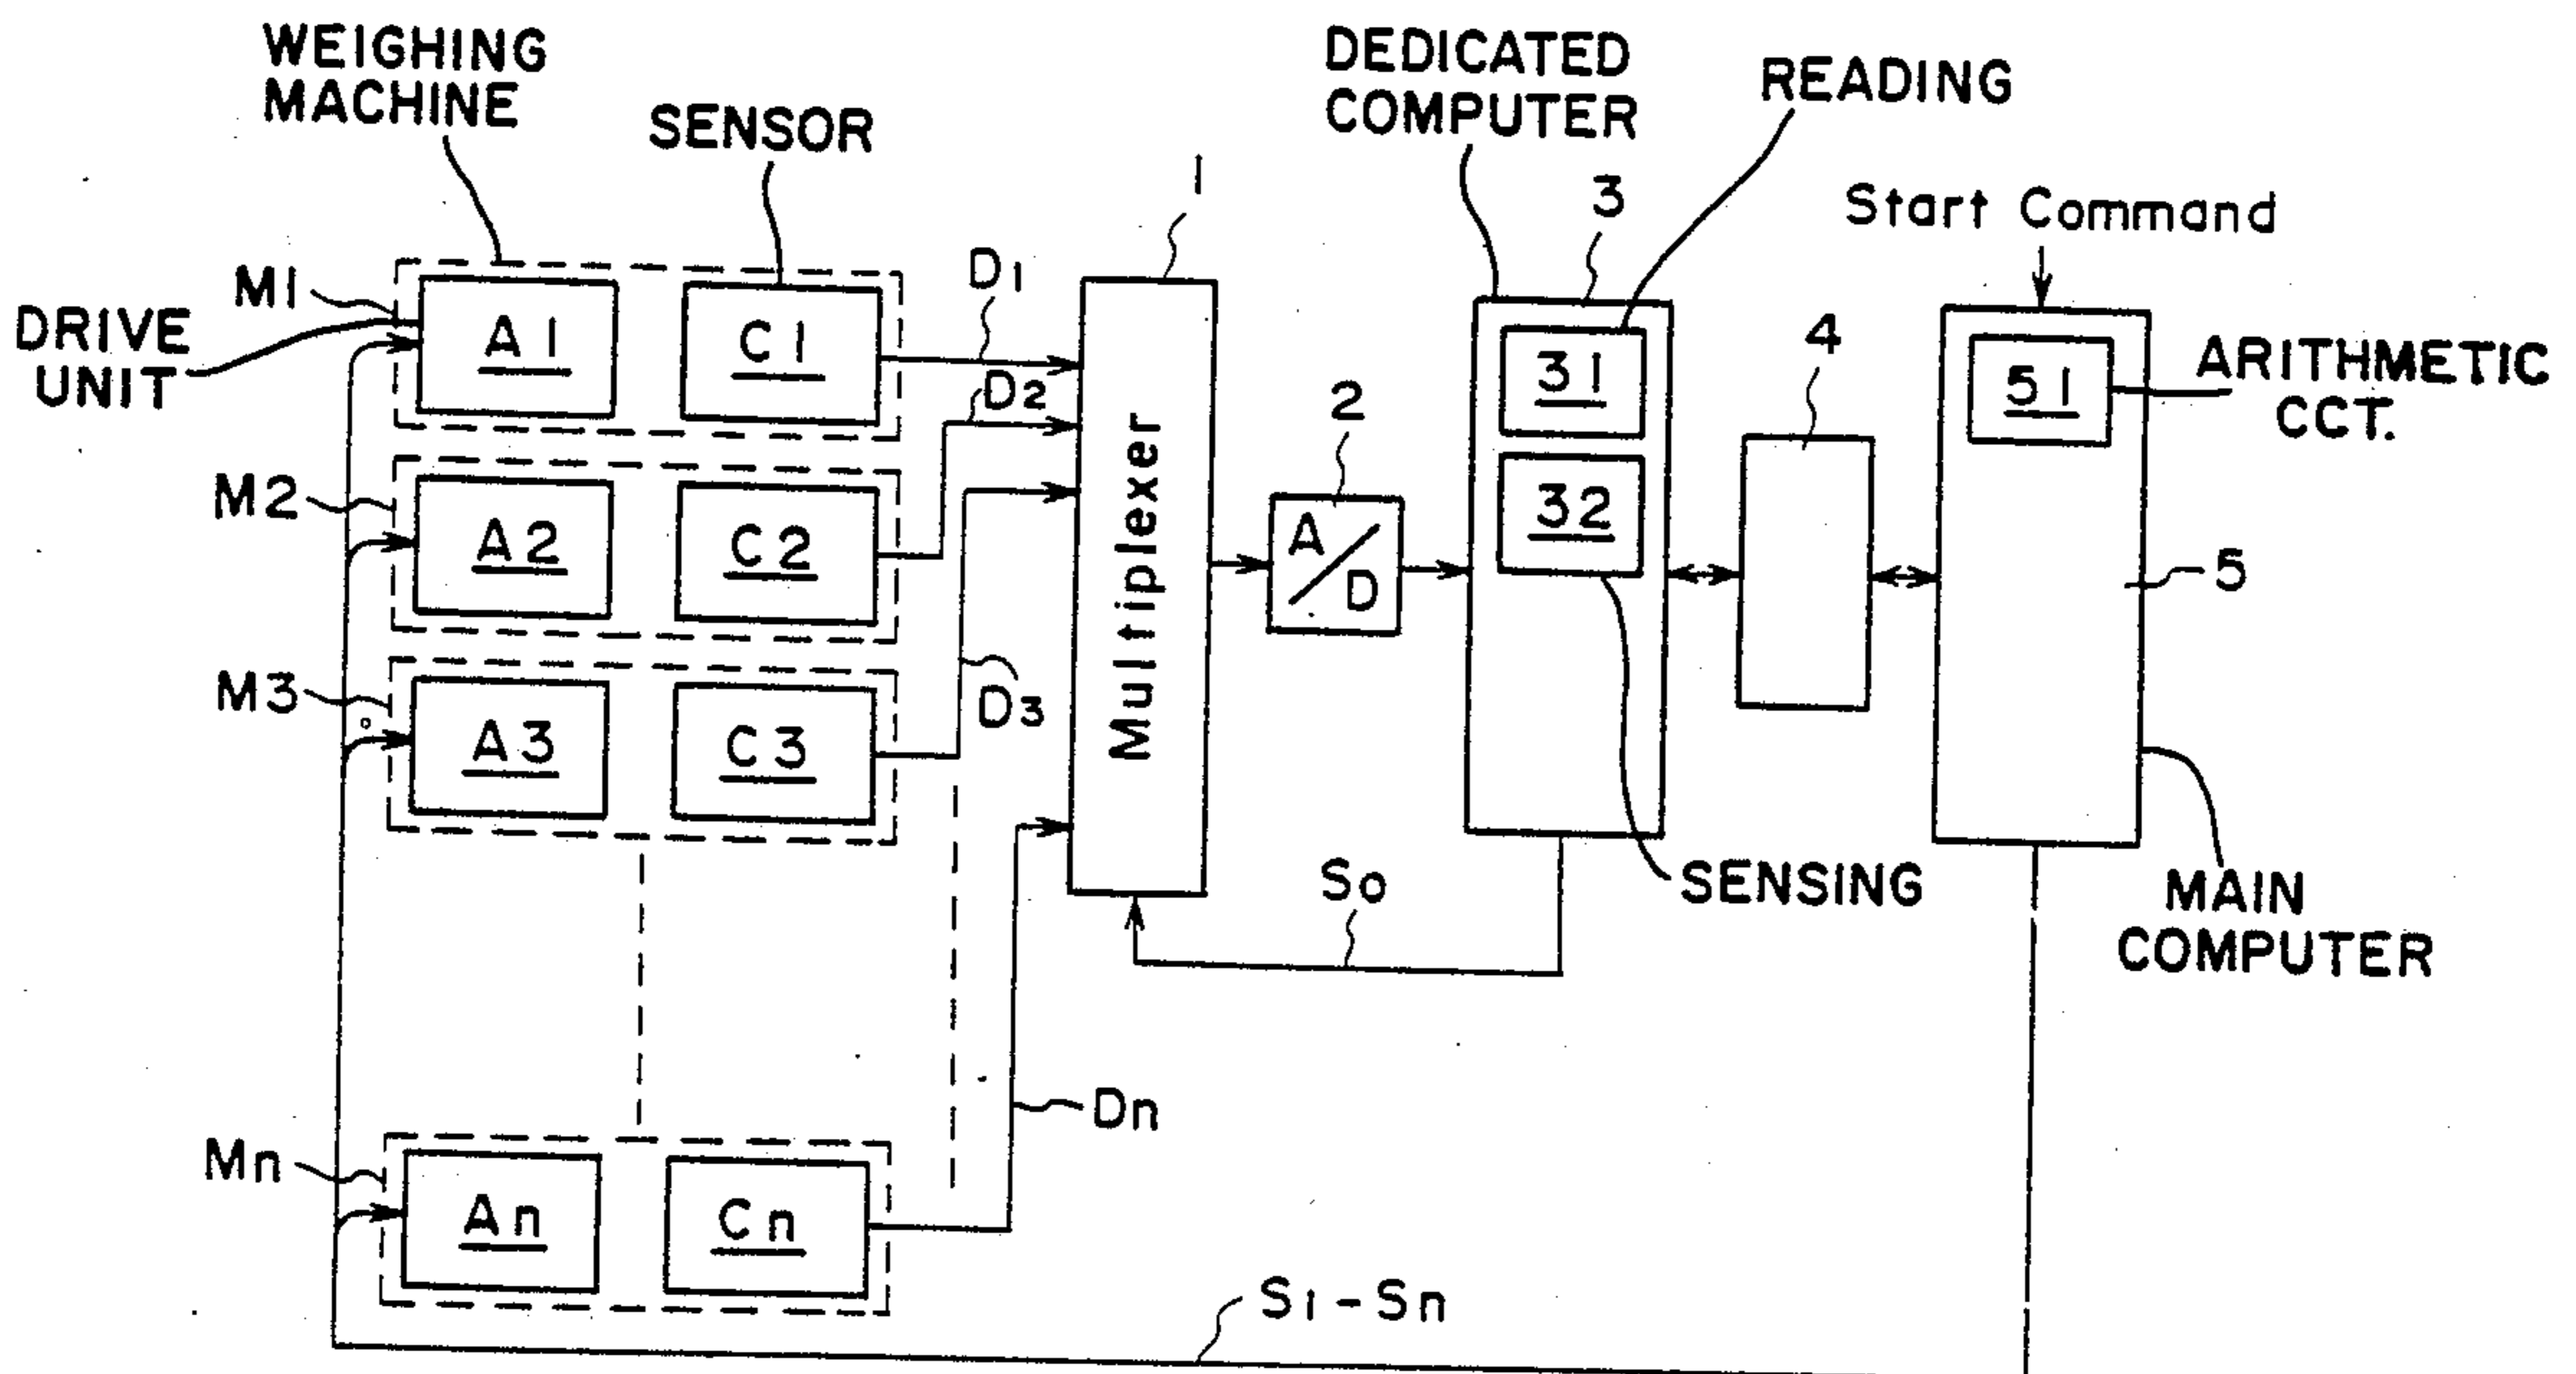 WEIGHING
MACHINE
SENSOR
DEDICATED
COMPUTER
READING
1
3
Start Command
M1
DRIVE
UNIT
A1
C1
D1
D2
31
4
51
ARITHMETIC
CCT.
2
M2
A2
C2
Multiplexer
A/D
32
5
M3
A3
C3
D3
So
SENSING
MAIN
COMPUTER
Dn
Mn
An
Cn
S1-Sn